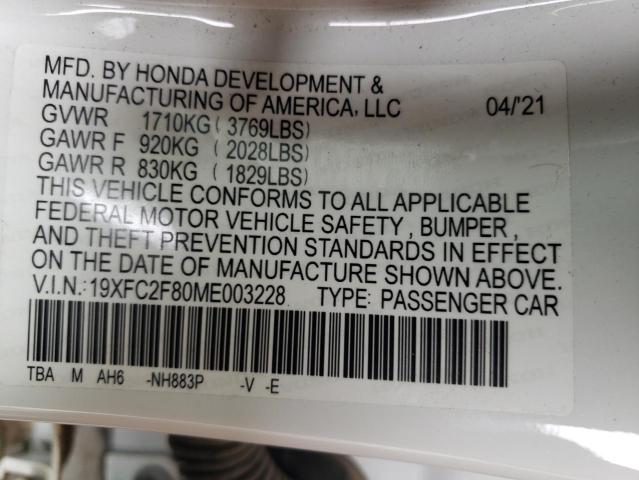 MFD. BY HONDA DEVELOPMENT &
MANUFACTURING OF AMERICA, LLC 04/'21
GVWR 1710KG ( 3769LBS)
GAWR F 920KG ( 2028LBS)
GAWR R 830KG ( 1829LBS)
THIS VEHICLE CONFORMS TO ALL APPLICABLE
FEDERAL MOTOR VEHICLE SAFETY , BUMPER ,
AND THEFT PREVENTION STANDARDS IN EFFECT
ON THE DATE OF MANUFACTURE SHOWN ABOVE.
V.I.N.:19XFC2F80ME003228 TYPE: PASSENGER CAR
TBA M AH6 -NH883P -V -E